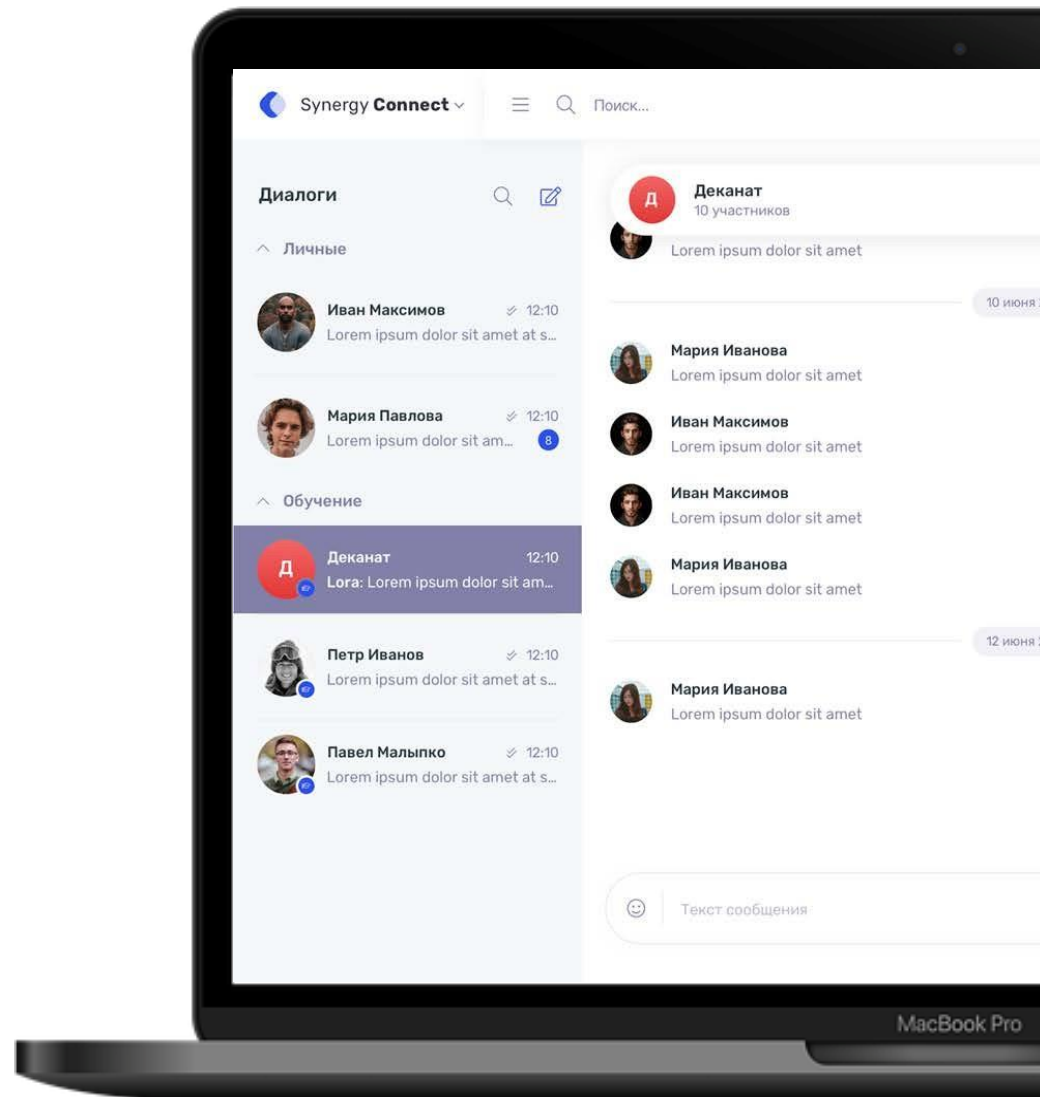 Synergy Connect
Поиск...
Диалоги
Личные
Иван Максимов 12:10
Lorem ipsum dolor sit amet at s...
Мария Павлова 12:10
Lorem ipsum dolor sit am... 8
Обучение
Д
Деканат 12:10
Lora: Lorem ipsum dolor sit am...
Петр Иванов 12:10
Lorem ipsum dolor sit amet at s...
Павел Малыпко 12:10
Lorem ipsum dolor sit amet at s...
Д
Деканат
10 участников
Lorem ipsum dolor sit amet
10 июня
Мария Иванова
Lorem ipsum dolor sit amet
Иван Максимов
Lorem ipsum dolor sit amet
Иван Максимов
Lorem ipsum dolor sit amet
Мария Иванова
Lorem ipsum dolor sit amet
12 июня
Мария Иванова
Lorem ipsum dolor sit amet
Текст сообщения
MacBook Pro